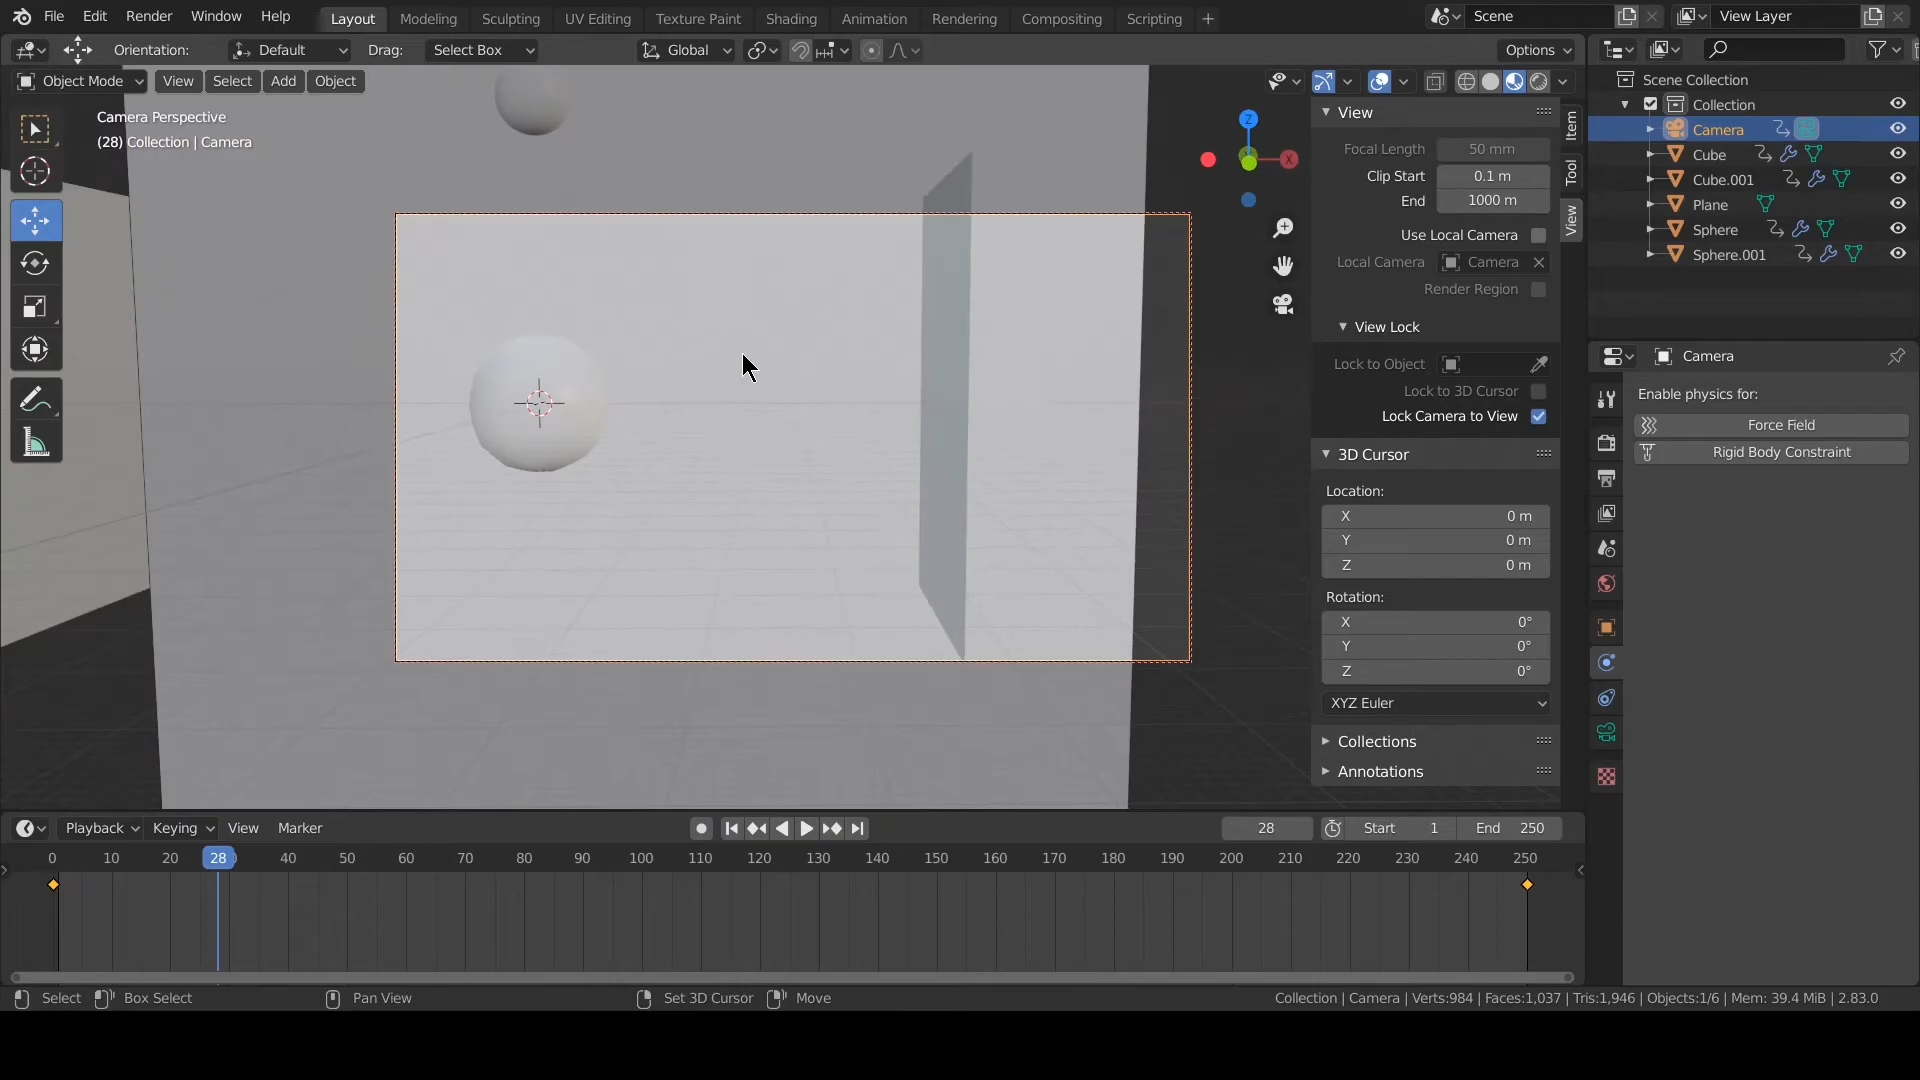 File Edit Render Window Help Layout Modeling Sculpting UV Editing Texture Paint Shading Animation Rendering Compositing Scripting + Scene View Layer
Orientation: Default Drag: Select Box Global Options
Object Mode View Select Add Object
Camera Perspective
(28) Collection | Camera
Z
X
View
Focal Length 50 mm
Clip Start 0.1 m
End 1000 m
Use Local Camera
Local Camera Camera
Render Region
View Lock
Lock to Object
Lock to 3D Cursor
Lock Camera to View
3D Cursor
Location:
X 0 m
Y 0 m
Z 0 m
Rotation:
X 0°
Y 0°
Z 0°
XYZ Euler
Collections
Annotations
Item
Tool
View
Scene Collection
Collection
Camera
Cube
Cube.001
Plane
Sphere
Sphere.001
Camera
Enable physics for:
Force Field
Rigid Body Constraint
Playback Keying View Marker 28 Start 1 End 250
0 10 20 28 40 50 60 70 80 90 100 110 120 130 140 150 160 170 180 190 200 210 220 230 240 250
Select Box Select Pan View Set 3D Cursor Move Collection | Camera | Verts:984 | Faces:1,037 | Tris:1,946 | Objects:1/6 | Mem: 39.4 MiB | 2.83.0